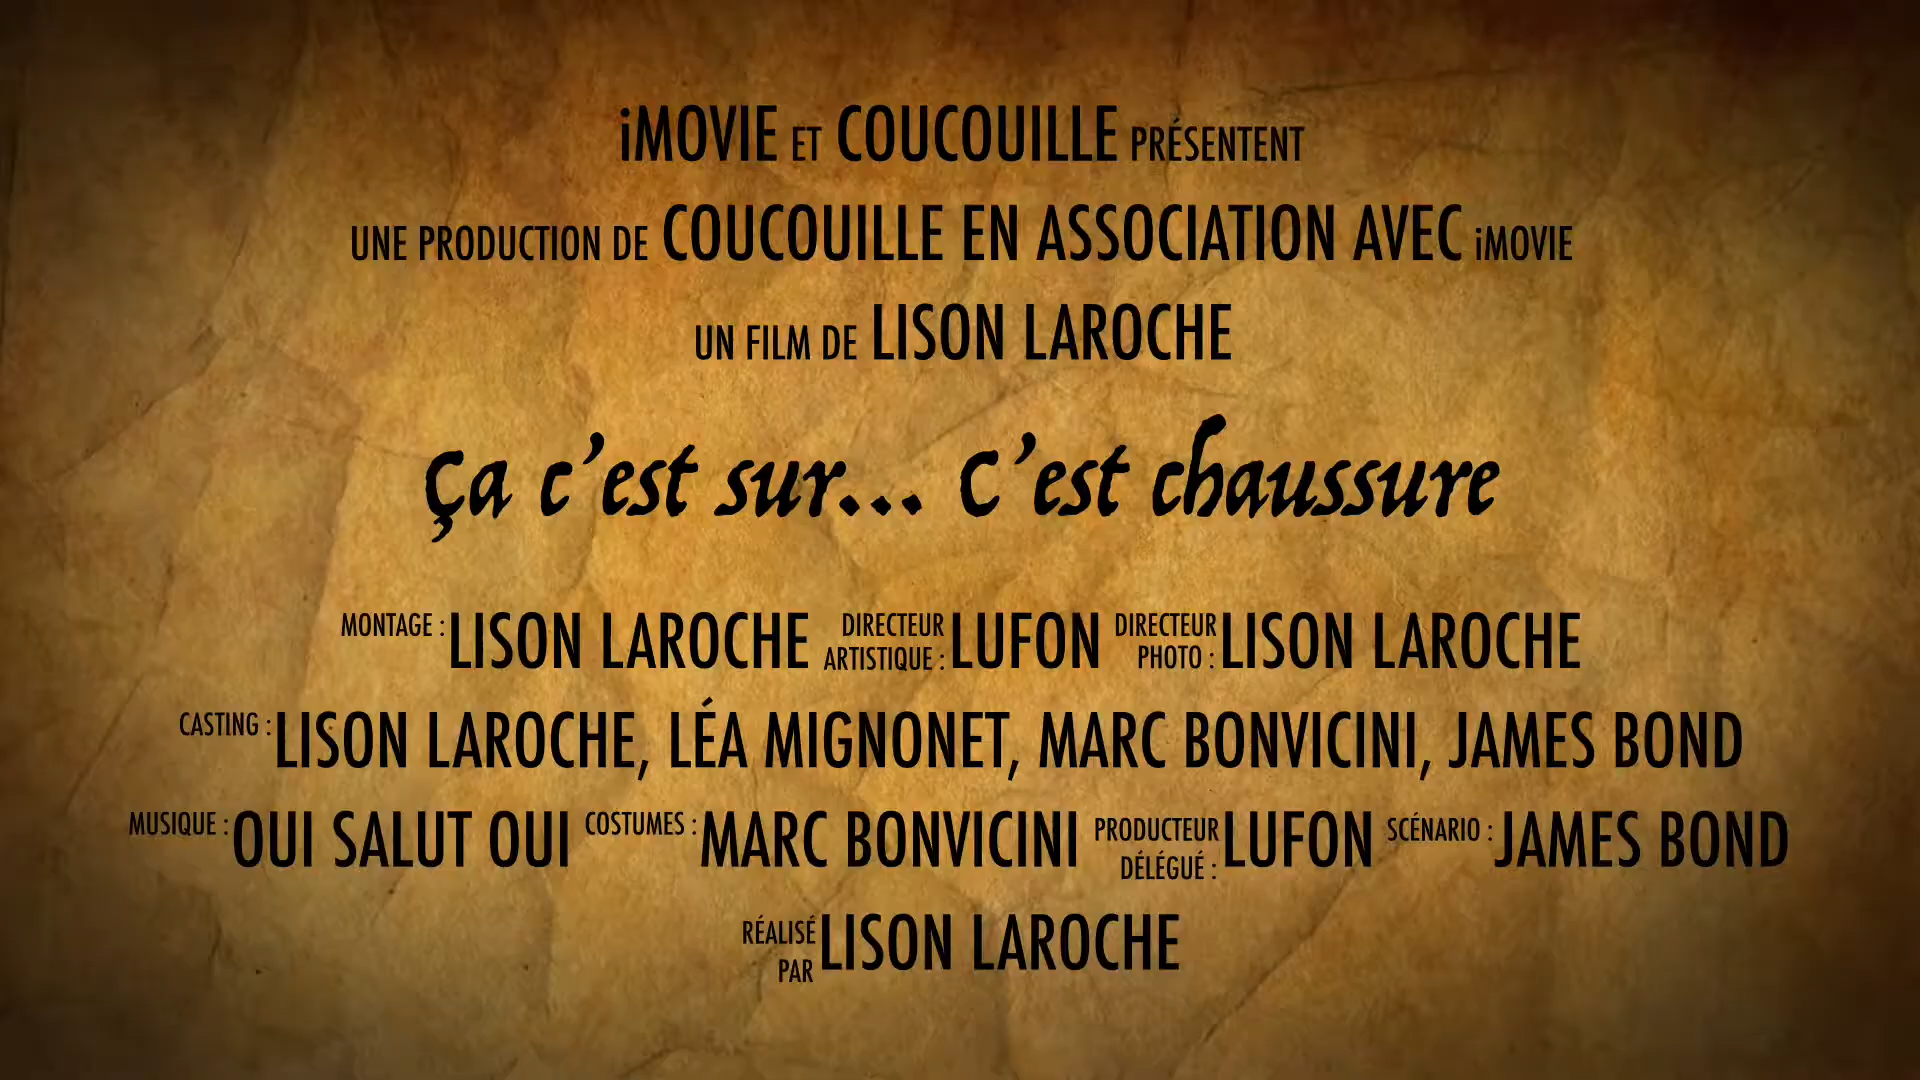 iMOVIE ET COUCOUILLE PRÉSENTENT
UNE PRODUCTION DE COUCOUILLE EN ASSOCIATION AVEC iMOVIE
UN FILM DE LISON LAROCHE
Ça c'est sur... C'est chaussure
MONTAGE : LISON LAROCHE DIRECTEUR ARTISTIQUE : LUFON DIRECTEUR PHOTO : LISON LAROCHE
CASTING : LISON LAROCHE, LÉA MIGNONET, MARC BONVICINI, JAMES BOND
MUSIQUE : OUI SALUT OUI COSTUMES : MARC BONVICINI PRODUCTEUR DÉLÉGUÉ : LUFON SCÉNARIO : JAMES BOND
RÉALISÉ PAR LISON LAROCHE